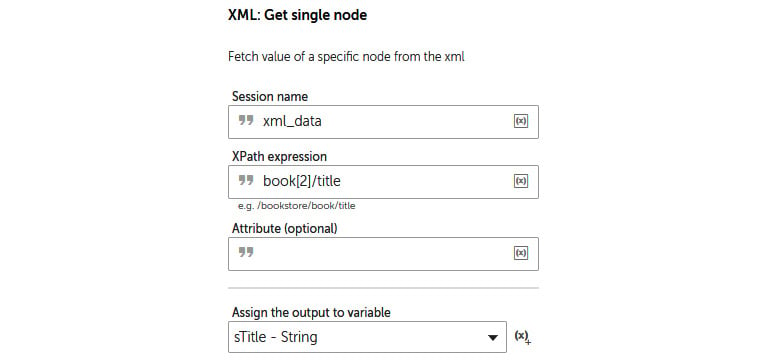 XML: Get single node
Fetch value of a specific node from the xml
Session name
xml_data
(x)
XPath expression
book[2]/title
(x)
e.g. /bookstore/book/title
Attribute (optional)
(x)
Assign the output to variable
sTitle - String
(x)+